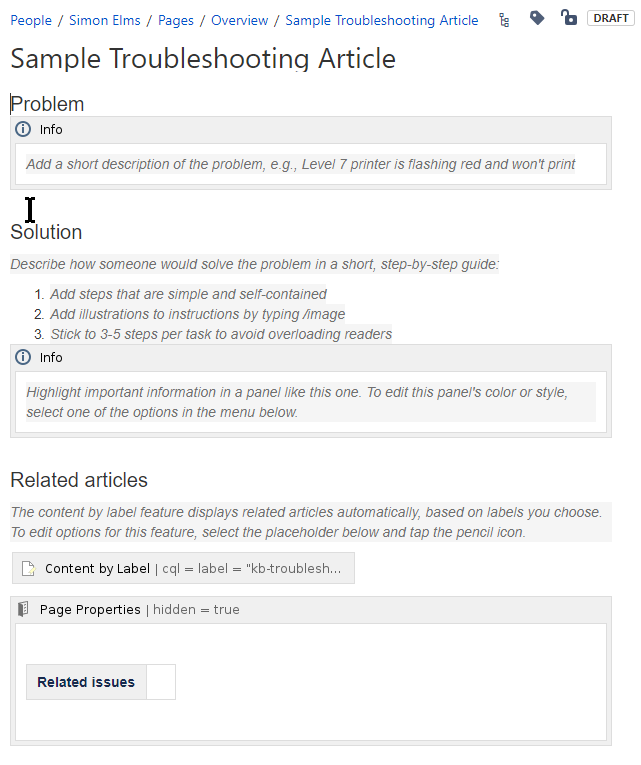 People / Simon Elms / Pages / Overview / Sample Troubleshooting Article DRAFT
Sample Troubleshooting Article
Problem
Info
Add a short description of the problem, e.g., Level 7 printer is flashing red and won't print
Solution
Describe how someone would solve the problem in a short, step-by-step guide:
1. Add steps that are simple and self-contained
2. Add illustrations to instructions by typing /image
3. Stick to 3-5 steps per task to avoid overloading readers
Info
Highlight important information in a panel like this one. To edit this panel's color or style,
select one of the options in the menu below.
Related articles
The content by label feature displays related articles automatically, based on labels you choose.
To edit options for this feature, select the placeholder below and tap the pencil icon.
Content by Label | cql = label = "kb-troublesh...
Page Properties | hidden = true
Related issues